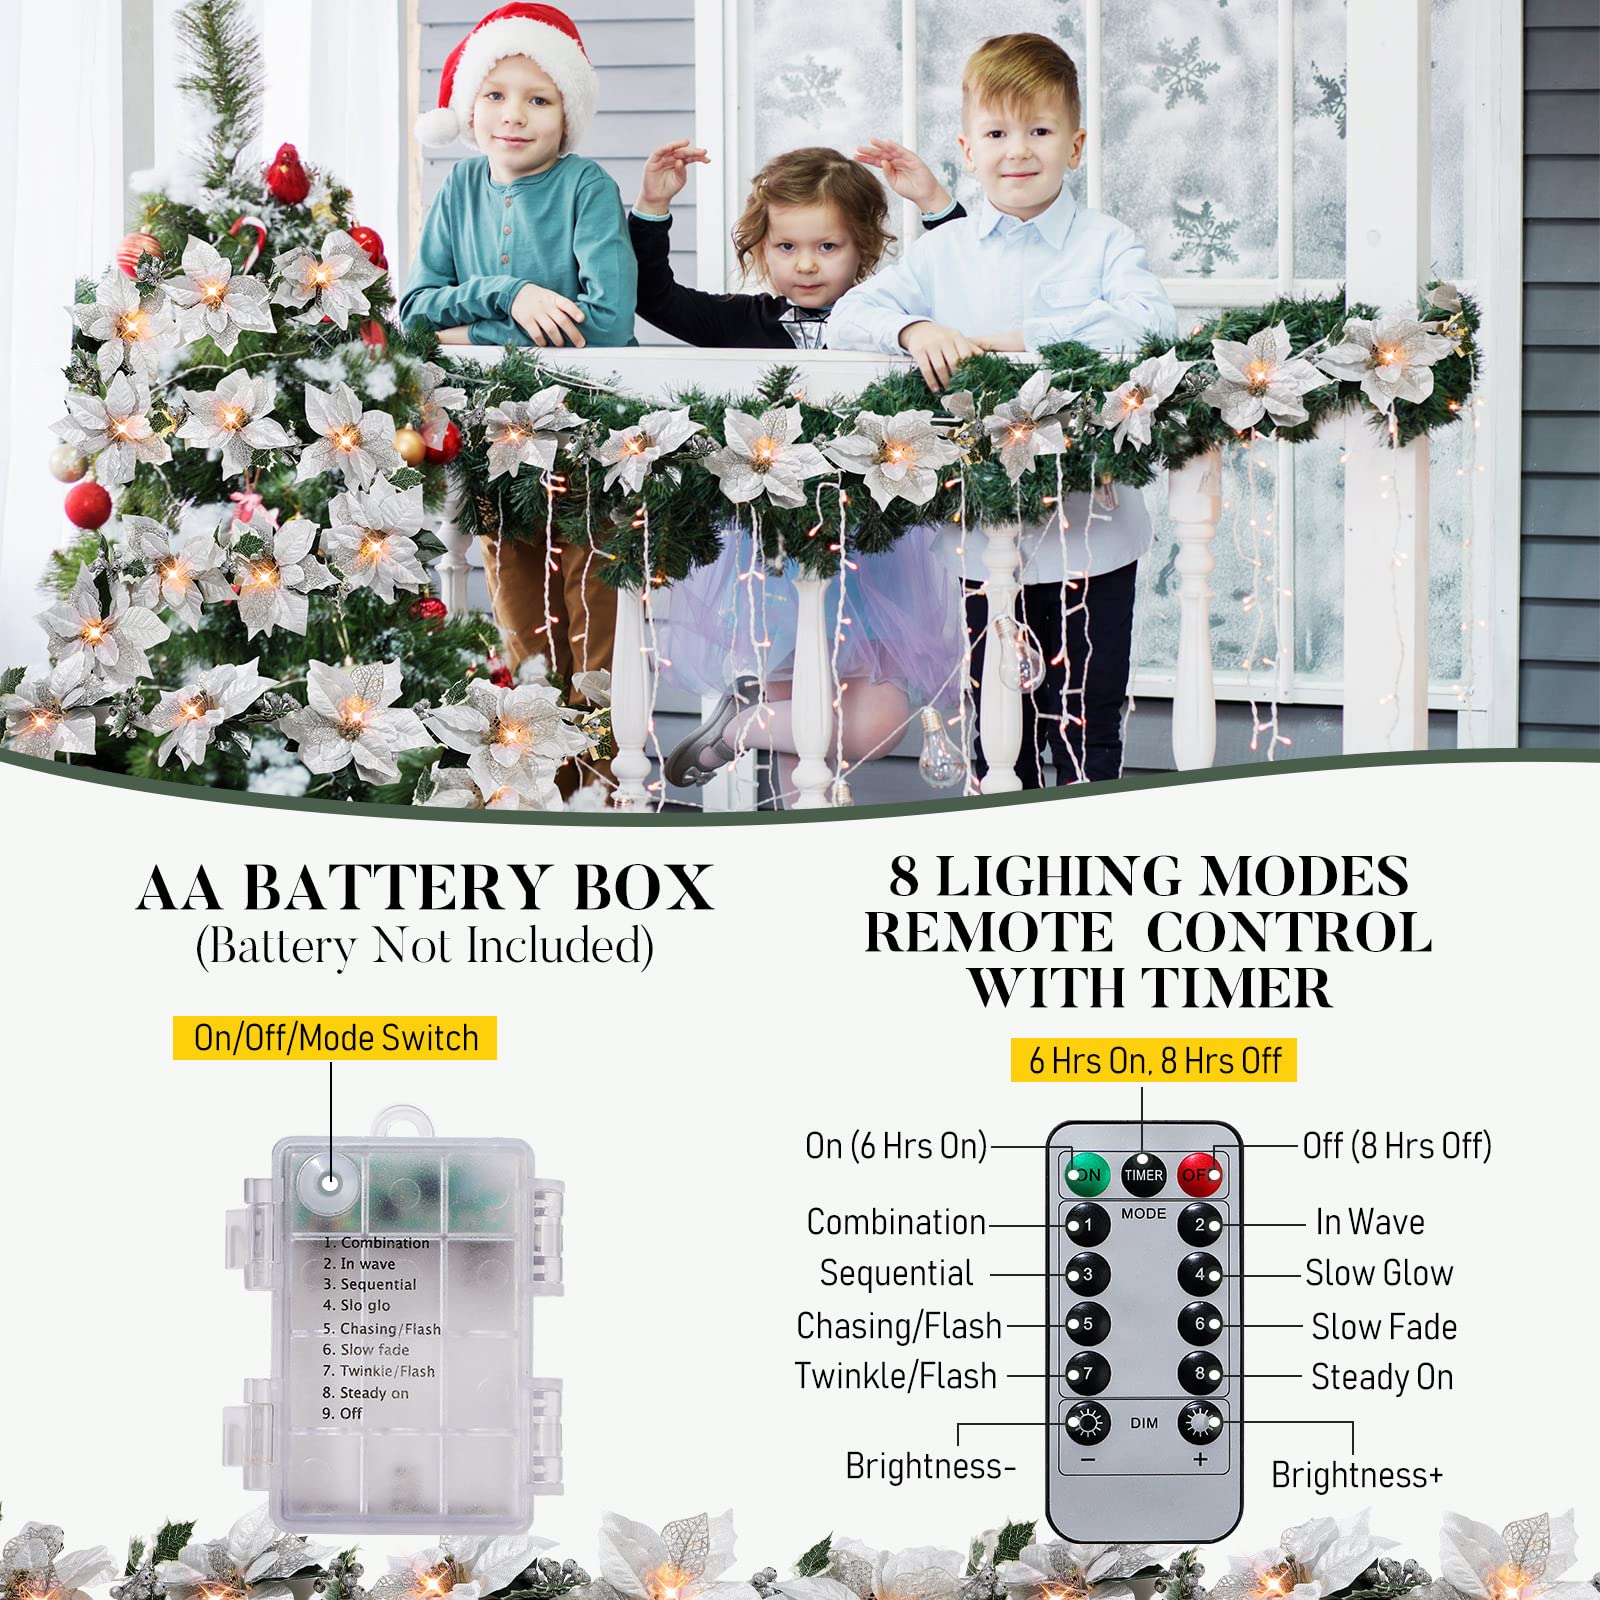 AA BATTERY BOX
(Battery Not Included)
On/Off/Mode Switch
1. Combination
2. In wave
3. Sequential
4. Slo glo
5. Chasing/Flash
6. Slow fade
7. Twinkle/Flash
8. Steady on
9. Off
8 LIGHING MODES
REMOTE CONTROL
WITH TIMER
6 Hrs On, 8 Hrs Off
On (6 Hrs On)
ON TIMER OFF
Off (8 Hrs Off)
MODE
Combination 1 2 In Wave
Sequential 3 4 Slow Glow
Chasing/Flash 5 6 Slow Fade
Twinkle/Flash 7 8 Steady On
DIM
- +
Brightness- Brightness+